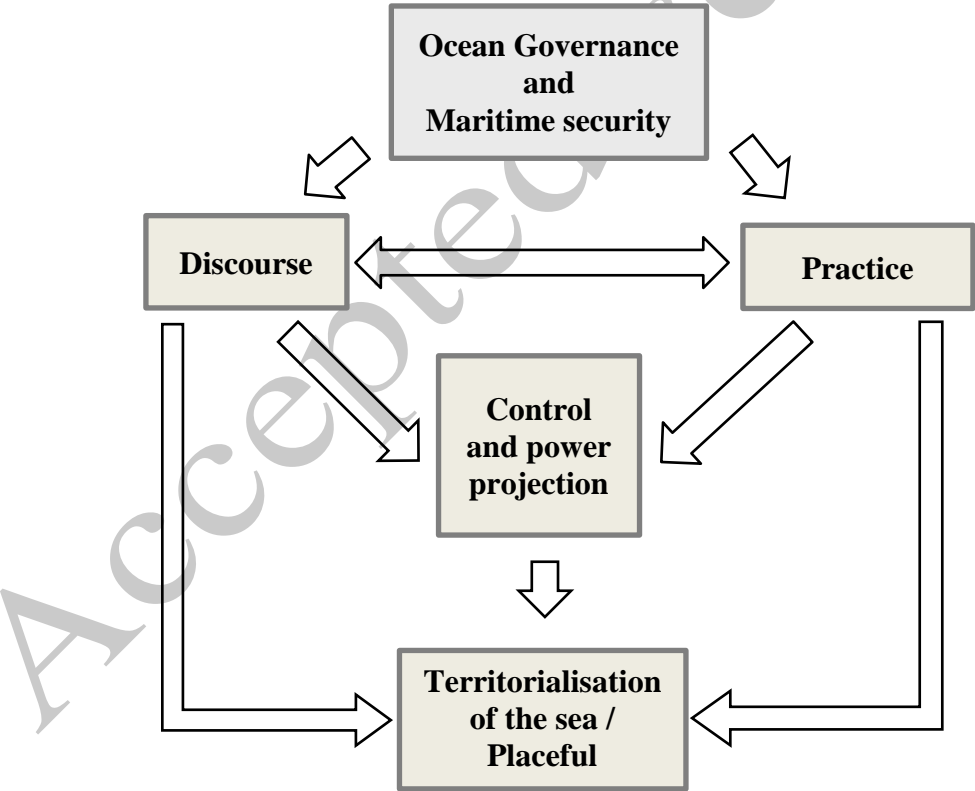 Ocean Governance
and
Maritime security
Discourse
Practice
Control
and power
projection
Territorialisation
of the sea /
Placeful
Accepted